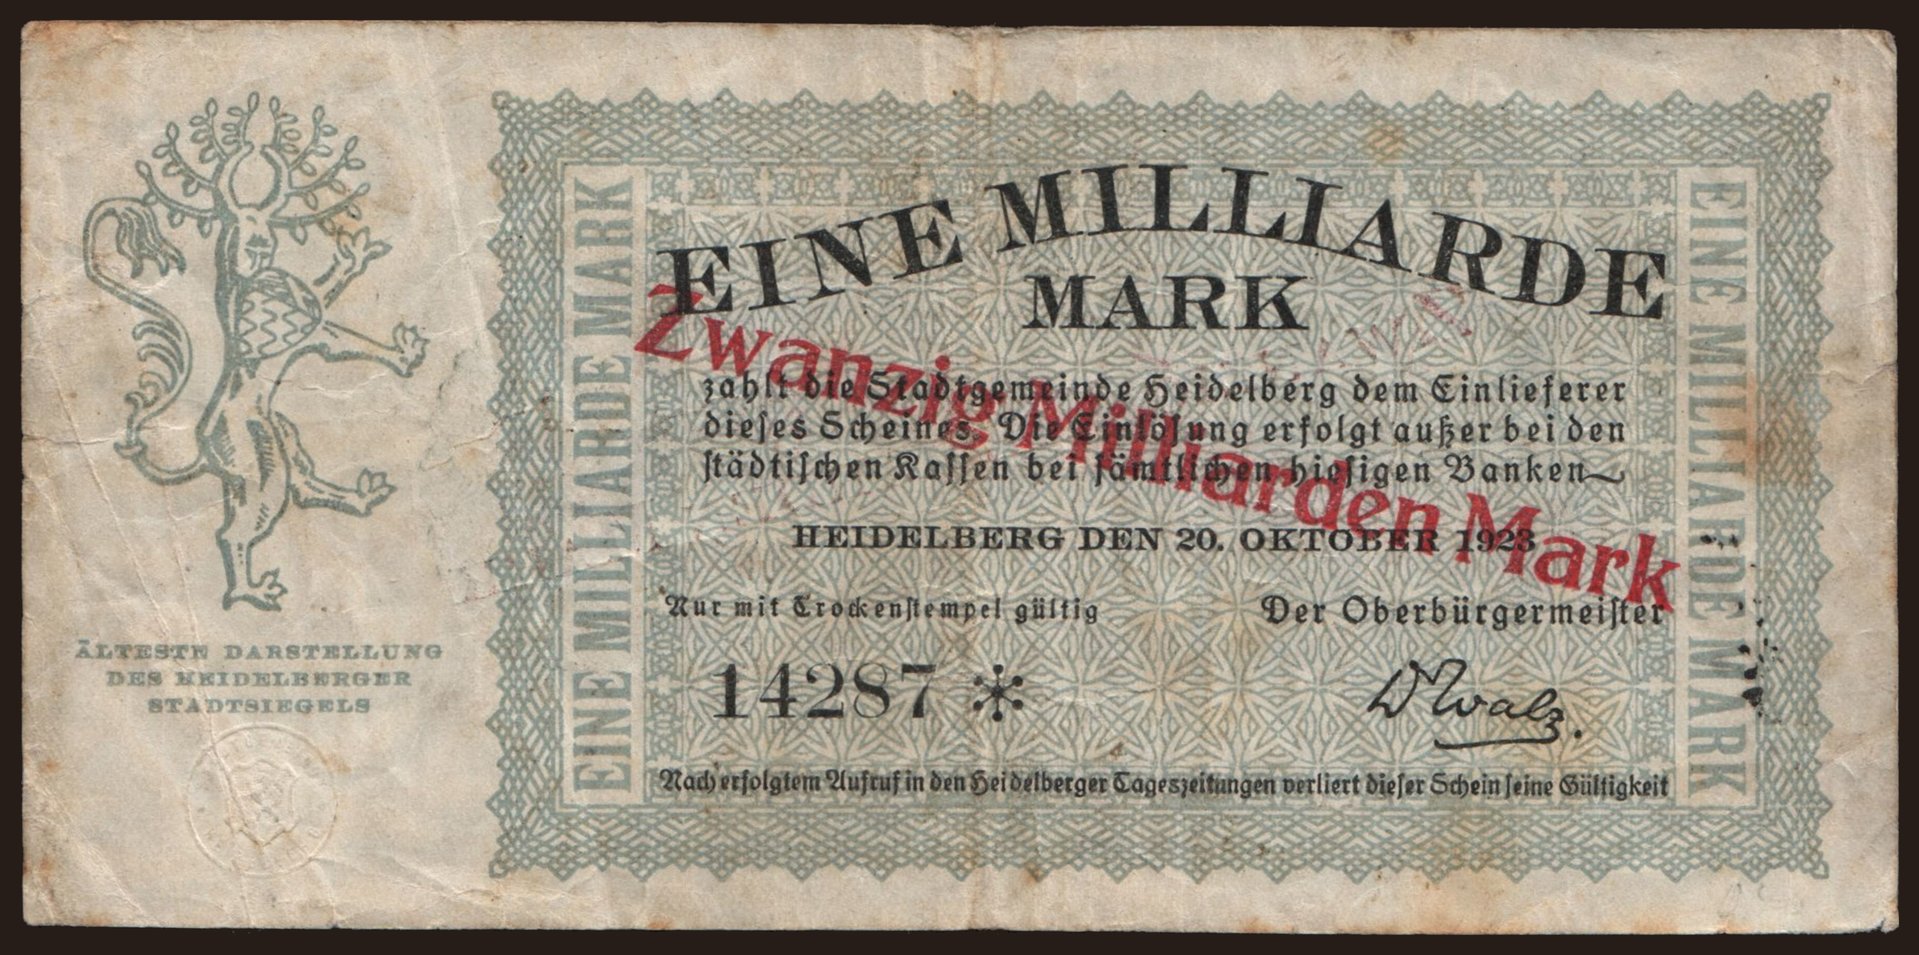 EINE MILLIARDE
MARK
Zwanzig Milliarden Mark
zahlt die Stadtgemeinde Heidelberg dem Einlieferer
dieses Scheines. Die Einlösung erfolgt außer bei den
städtischen Kassen bei sämtlichen hiesigen Banken
HEIDELBERG DEN 20. OKTOBER 1923
Nur mit Trockenstempel gültig
Der Oberbürgermeister
14287 *
Walz.
Nach erfolgtem Aufruf in den Heidelberger Tageszeitungen verliert dieser Schein seine Gültigkeit
EINE MILLIARDE MARK
EINE MILLIARDE MARK
ÄLTESTE DARSTELLUNG
DES HEIDELBERGER
STADTSIEGELS